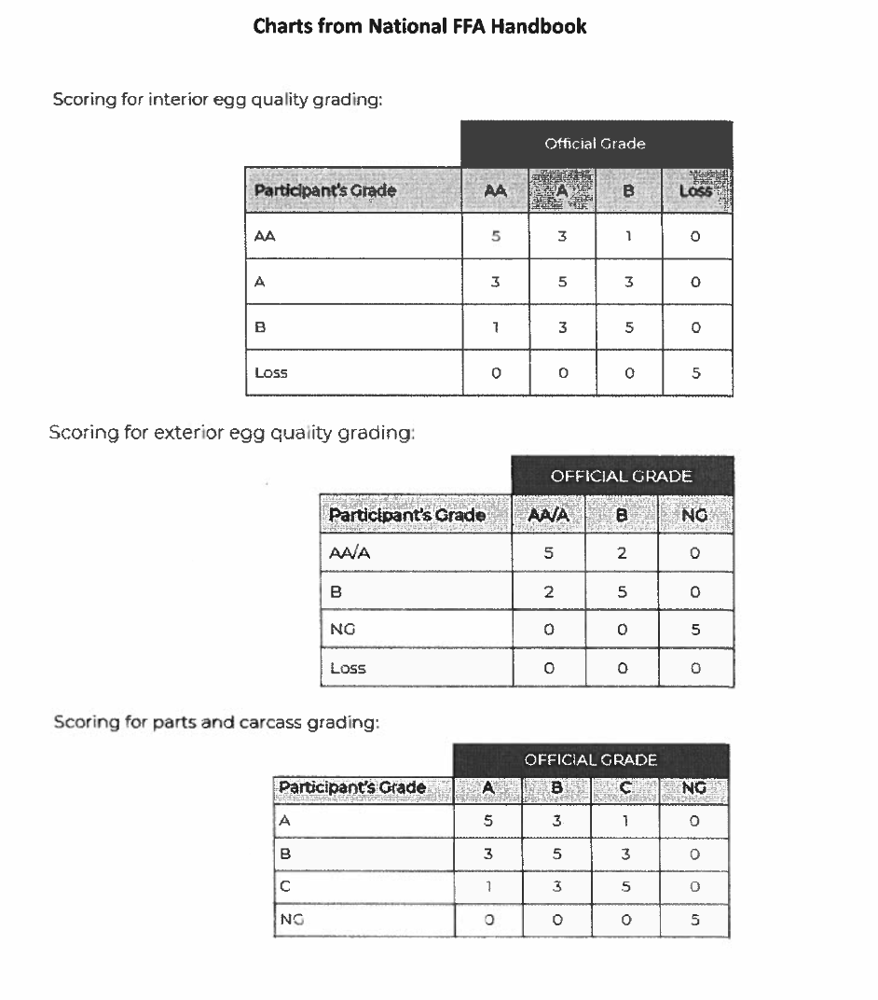 Charts from National FFA Handbook
Scoring for interior egg quality grading:
Official Grade
Participant's Grade AA A B Loss
AA 5 3 1 0
A 3 5 3 0
B 1 3 5 0
Loss 0 0 0 5
Scoring for exterior egg quality grading:
OFFICIAL GRADE
Participant's Grade AA/A B NG
AA/A 5 2 0
B 2 5 0
NG 0 0 5
Loss 0 0 0
Scoring for parts and carcass grading:
OFFICIAL GRADE
Participant's Grade A B C NG
A 5 3 1 0
B 3 5 3 0
C 1 3 5 0
NG 0 0 0 5